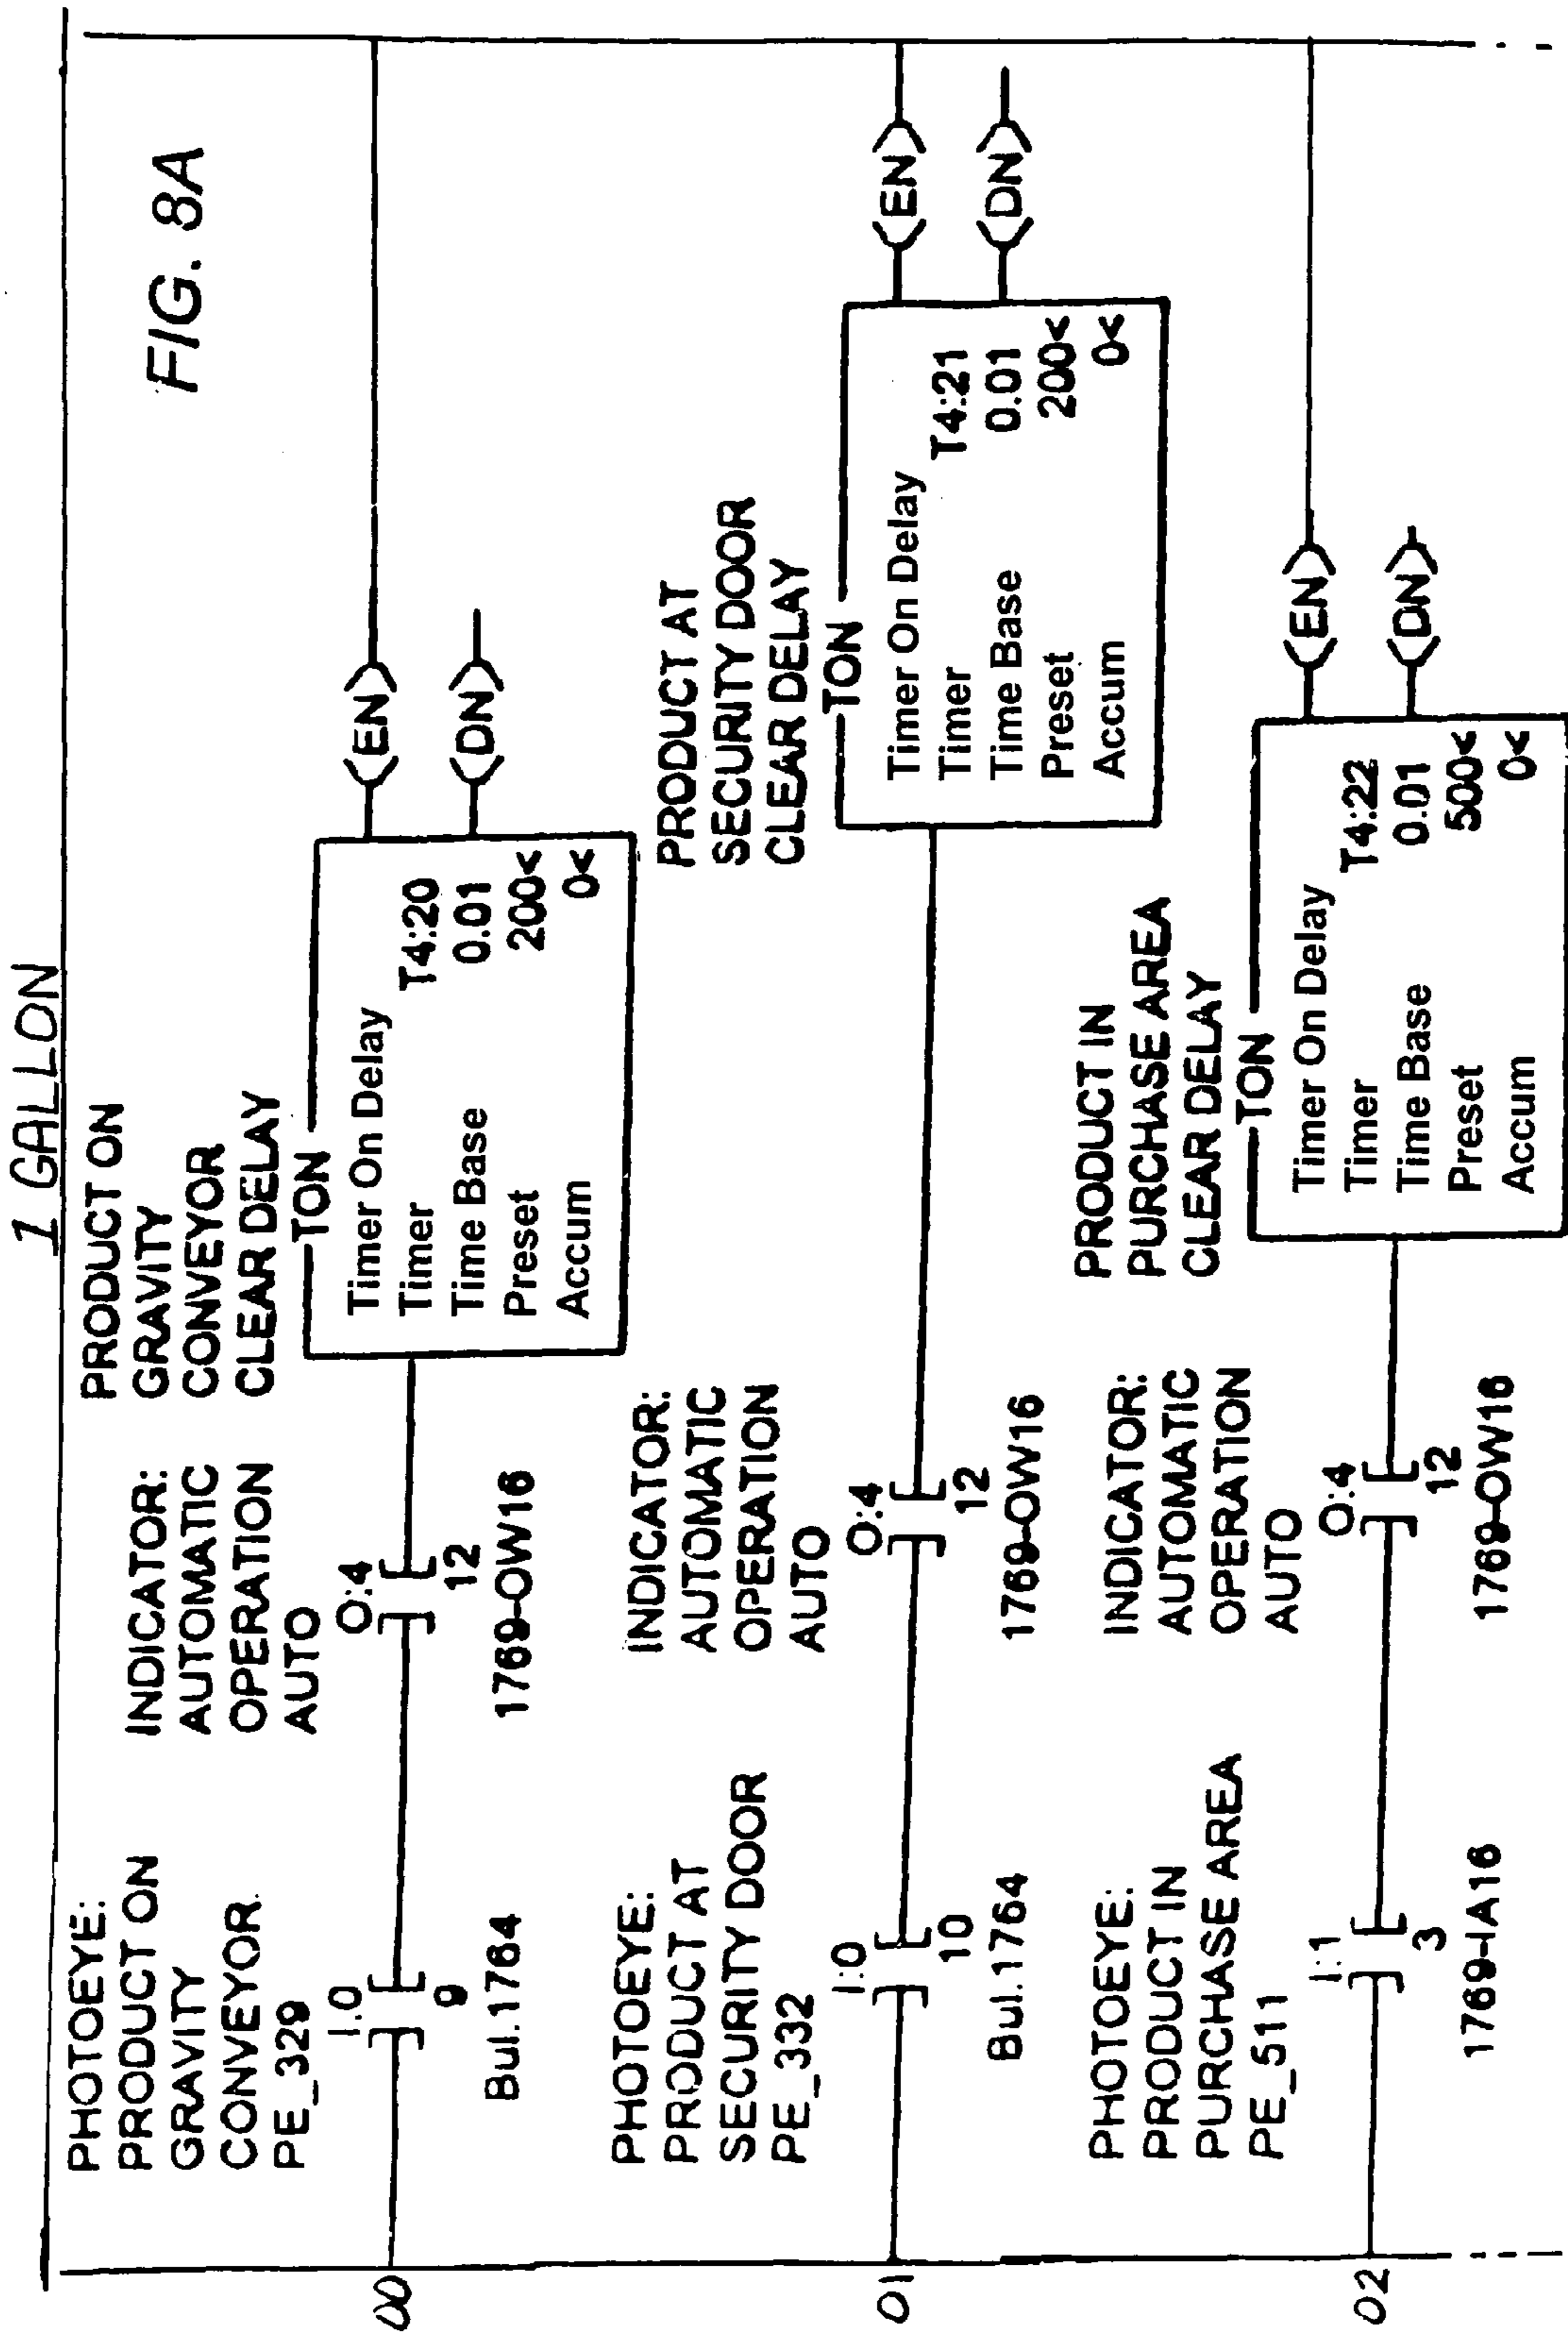 1 GALLON
FIG. 8A
00
PHOTOEYE:
PRODUCT ON
GRAVITY
CONVEYOR
PE_329
I:0
9
Bul.1764
INDICATOR:
AUTOMATIC
OPERATION
AUTO
O:4
12
1769-OW16
PRODUCT ON
GRAVITY
CONVEYOR
CLEAR DELAY
TON
Timer On Delay
Timer T4:20
Time Base 0.01
Preset 200<
Accum 0<
EN
DN
01
PHOTOEYE:
PRODUCT AT
SECURITY DOOR
PE_332
I:0
10
Bul.1764
INDICATOR:
AUTOMATIC
OPERATION
AUTO
O:4
12
1769-OW16
PRODUCT AT
SECURITY DOOR
CLEAR DELAY
TON
Timer On Delay
Timer T4:21
Time Base 0.01
Preset 200<
Accum 0<
EN
DN
02
PHOTOEYE:
PRODUCT IN
PURCHASE AREA
PE_511
I:1
3
1769-IA16
INDICATOR:
AUTOMATIC
OPERATION
AUTO
O:4
12
1769-OW16
PRODUCT IN
PURCHASE AREA
CLEAR DELAY
TON
Timer On Delay
Timer T4:22
Time Base 0.01
Preset 500<
Accum 0<
EN
DN